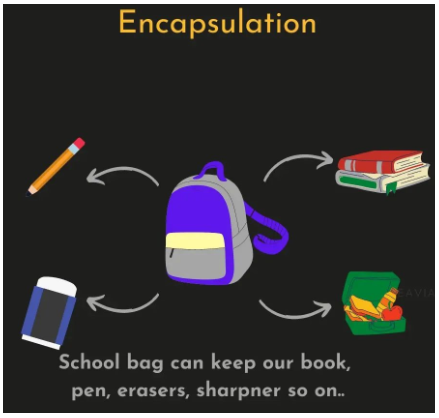 Encapsulation
School bag can keep our book,
pen, erasers, sharpner so on..